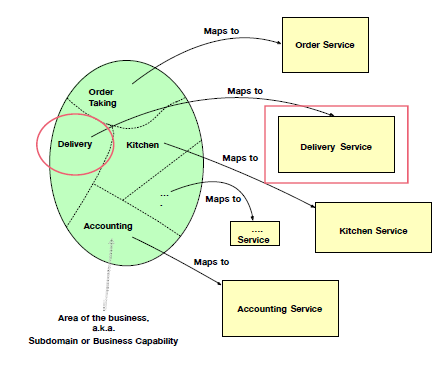 Maps to
Order Service
Order
Taking
Maps to
Delivery
Kitchen
Delivery Service
Maps to
....
.
Maps to
Accounting
....
Service
Kitchen Service
Maps to
Accounting Service
Area of the business,
a.k.a.
Subdomain or Business Capability